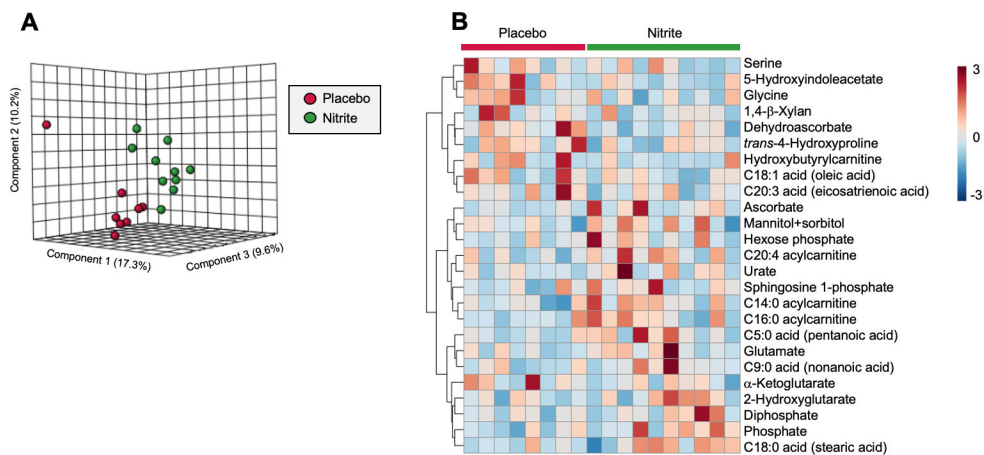 A
B
Placebo
Nitrite
Component 2 (10.2%)
Component 1 (17.3%)
Component 3 (9.6%)
Placebo
Nitrite
Serine
5-Hydroxyindoleacetate
Glycine
1,4-β-Xylan
Dehydroascorbate
trans-4-Hydroxyproline
Hydroxybutyrylcarnitine
C18:1 acid (oleic acid)
C20:3 acid (eicosatrienoic acid)
Ascorbate
Mannitol+sorbitol
Hexose phosphate
C20:4 acylcarnitine
Urate
Sphingosine 1-phosphate
C14:0 acylcarnitine
C16:0 acylcarnitine
C5:0 acid (pentanoic acid)
Glutamate
C9:0 acid (nonanoic acid)
α-Ketoglutarate
2-Hydroxyglutarate
Diphosphate
Phosphate
C18:0 acid (stearic acid)
3
0
-3